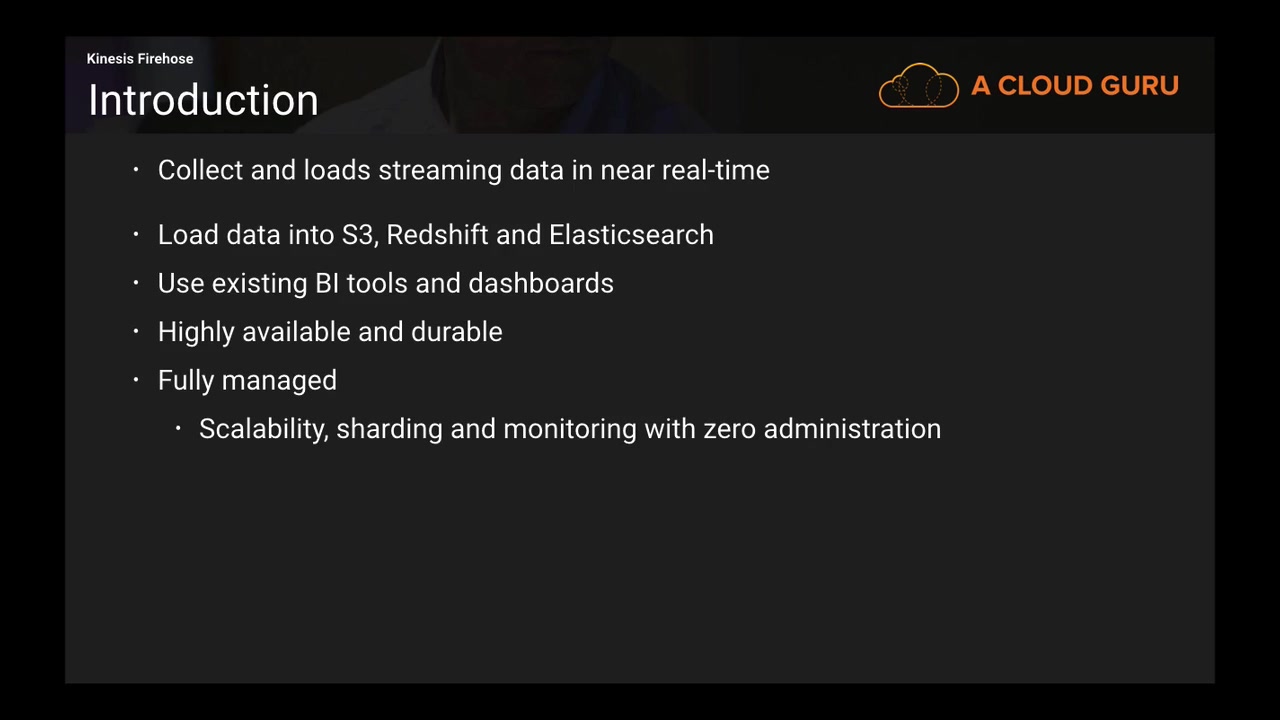 Kinesis Firehose
Introduction
A CLOUD GURU
• Collect and loads streaming data in near real-time
• Load data into S3, Redshift and Elasticsearch
• Use existing BI tools and dashboards
• Highly available and durable
• Fully managed
• Scalability, sharding and monitoring with zero administration